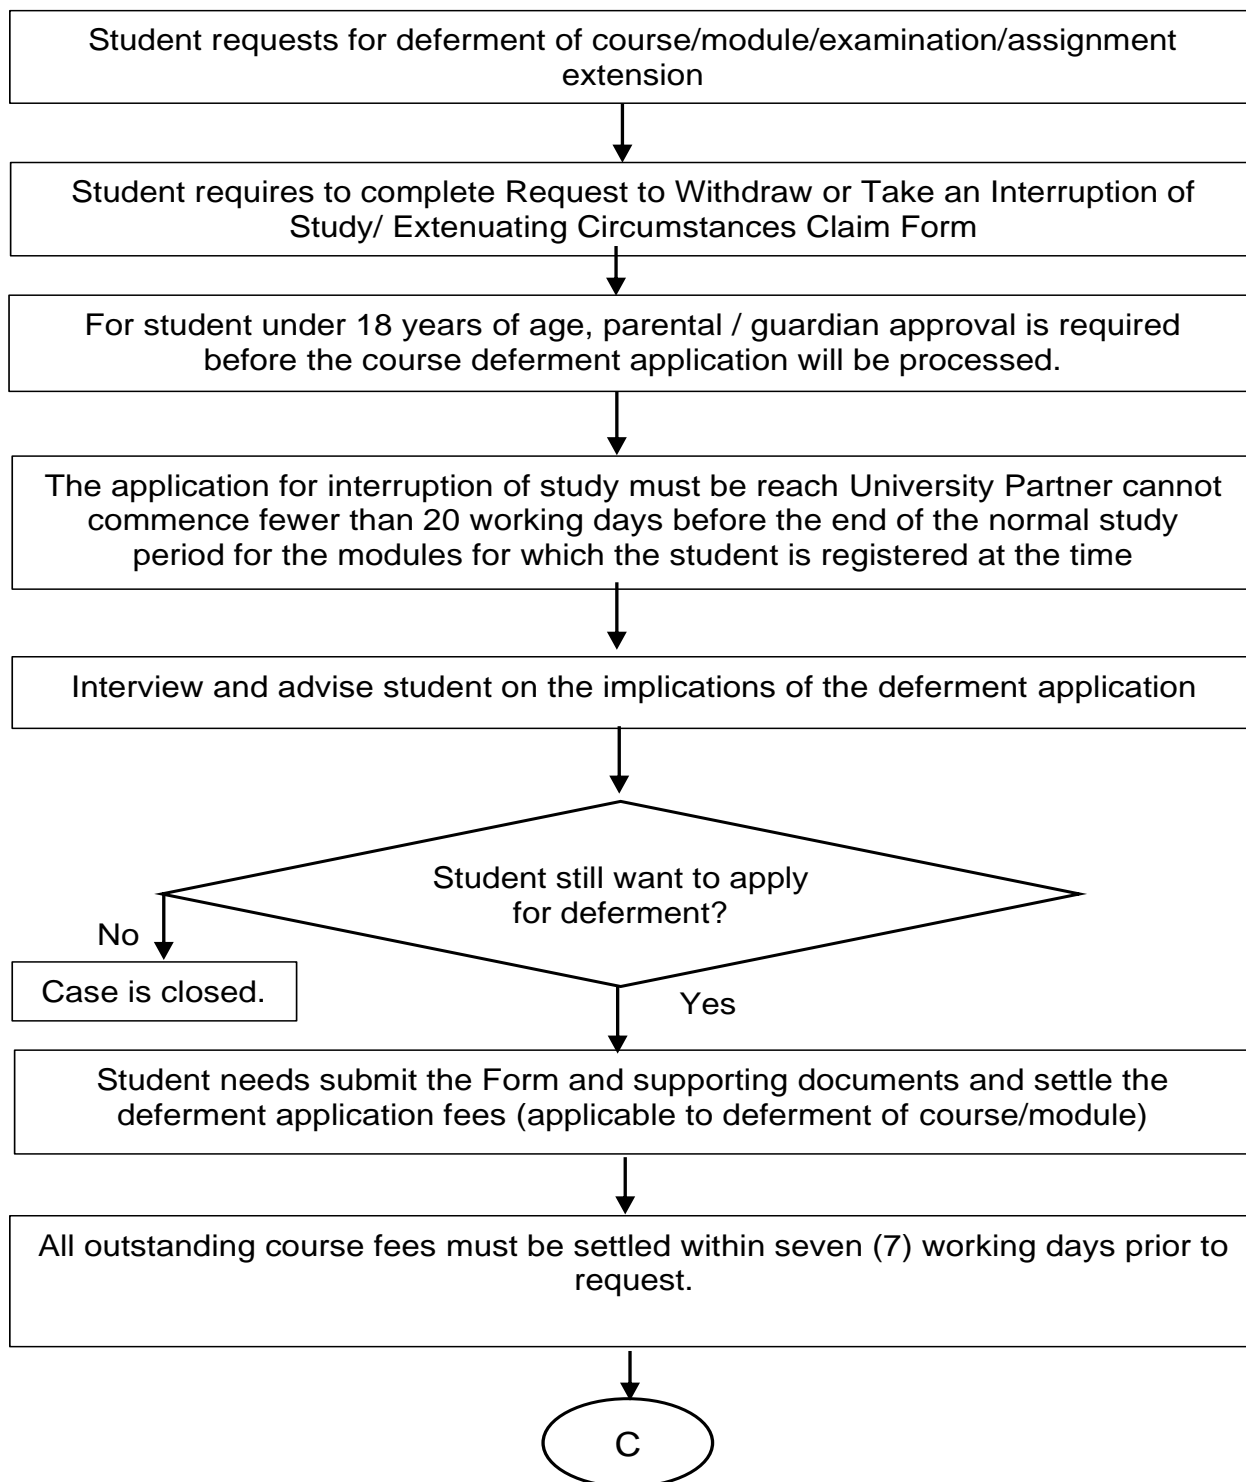 Student requests for deferment of course/module/examination/assignment
extension
Student requires to complete Request to Withdraw or Take an Interruption of
Study/ Extenuating Circumstances Claim Form
For student under 18 years of age, parental / guardian approval is required
before the course deferment application will be processed.
The application for interruption of study must be reach University Partner cannot
commence fewer than 20 working days before the end of the normal study
period for the modules for which the student is registered at the time
Interview and advise student on the implications of the deferment application
Student still want to apply
for deferment?
No
Case is closed.
Yes
Student needs submit the Form and supporting documents and settle the
deferment application fees (applicable to deferment of course/module)
All outstanding course fees must be settled within seven (7) working days prior to
request.
C